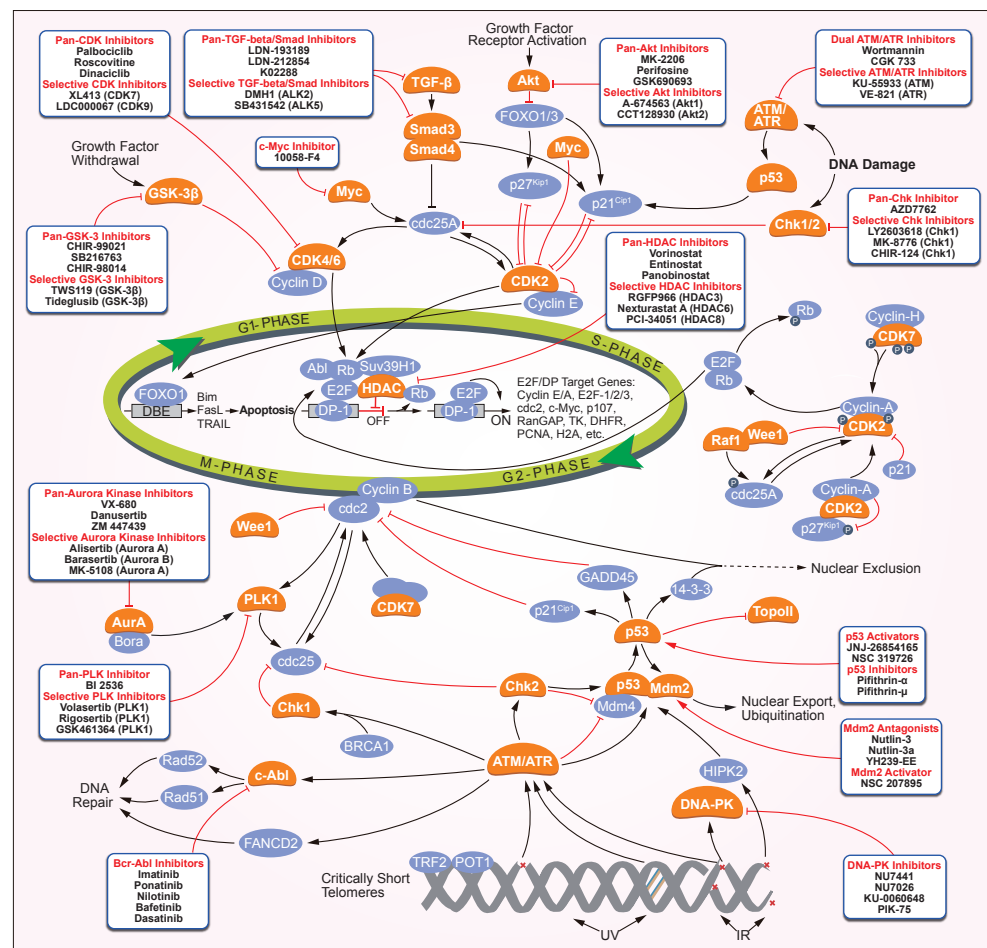 Pan-CDK Inhibitors
Palbociclib
Roscovitine
Dinaciclib
Selective CDK Inhibitors
XL413 (CDK7)
LDC000067 (CDK9)
Pan-TGF-beta/Smad Inhibitors
LDN-193189
LDN-212854
K02288
Selective TGF-beta/Smad Inhibitors
DMH1 (ALK2)
SB431542 (ALK5)
Growth Factor
Receptor Activation
Pan-Akt Inhibitors
MK-2206
Perifosine
GSK690693
Selective Akt Inhibitors
A-674563 (Akt1)
CCT128930 (Akt2)
Dual ATM/ATR Inhibitors
Wortmannin
CGK 733
Selective ATM/ATR Inhibitors
KU-55933 (ATM)
VE-821 (ATR)
TGF-β
Akt
FOXO1/3
Smad3
Smad4
ATM/
ATR
c-Myc Inhibitor
10058-F4
Growth Factor
Withdrawal
GSK-3β
Myc
Myc
p27Kip1
p21Cip1
p53
DNA Damage
cdc25A
Chk1/2
Pan-Chk Inhibitor
AZD7762
Selective Chk Inhibitors
LY2603618 (Chk1)
MK-8776 (Chk1)
CHIR-124 (Chk1)
Pan-GSK-3 Inhibitors
CHIR-99021
SB216763
CHIR-98014
Selective GSK-3 Inhibitors
TWS119 (GSK-3β)
Tideglusib (GSK-3β)
CDK4/6
Cyclin D
CDK2
Cyclin E
Pan-HDAC Inhibitors
Vorinostat
Entinostat
Panobinostat
Selective HDAC Inhibitors
RGFP966 (HDAC3)
Nexturastat A (HDAC6)
PCI-34051 (HDAC8)
G1-PHASE
S-PHASE
G2-PHASE
M-PHASE
FOXO1
DBE
Bim
FasL
TRAIL
Apoptosis
Abl
Rb
Suv39H1
E2F
HDAC
Rb
DP-1
OFF
E2F
DP-1
ON
E2F/DP Target Genes:
Cyclin E/A, E2F-1/2/3,
cdc2, c-Myc, p107,
RanGAP, TK, DHFR,
PCNA, H2A, etc.
Rb
P
E2F
Rb
Cyclin-H
CDK7
P
P P
Cyclin-A
P P
CDK2
Raf1
Wee1
P
cdc25A
p21
Cyclin-A
CDK2
p27Kip1
P
Cyclin B
cdc2
Pan-Aurora Kinase Inhibitors
VX-680
Danusertib
ZM 447439
Selective Aurora Kinase Inhibitors
Alisertib (Aurora A)
Barasertib (Aurora B)
MK-5108 (Aurora A)
Wee1
PLK1
CDK7
AurA
Bora
cdc25
GADD45
14-3-3
Nuclear Exclusion
p21Cip1
p53
TopoII
Pan-PLK Inhibitor
BI 2536
Selective PLK Inhibitors
Volasertib (PLK1)
Rigosertib (PLK1)
GSK461364 (PLK1)
p53 Activators
JNJ-26854165
NSC 319726
p53 Inhibitors
Pifithrin-α
Pifithrin-μ
Chk1
Chk2
p53
Mdm2
Mdm4
Nuclear Export,
Ubiquitination
BRCA1
ATM/ATR
Mdm2 Antagonists
Nutlin-3
Nutlin-3a
YH239-EE
Mdm2 Activator
NSC 207895
Rad52
c-Abl
DNA
Repair
Rad51
HIPK2
DNA-PK
FANCD2
Bcr-Abl Inhibitors
Imatinib
Ponatinib
Nilotinib
Bafetinib
Dasatinib
TRF2
POT1
Critically Short
Telomeres
UV
IR
DNA-PK Inhibitors
NU7441
NU7026
KU-0060648
PIK-75